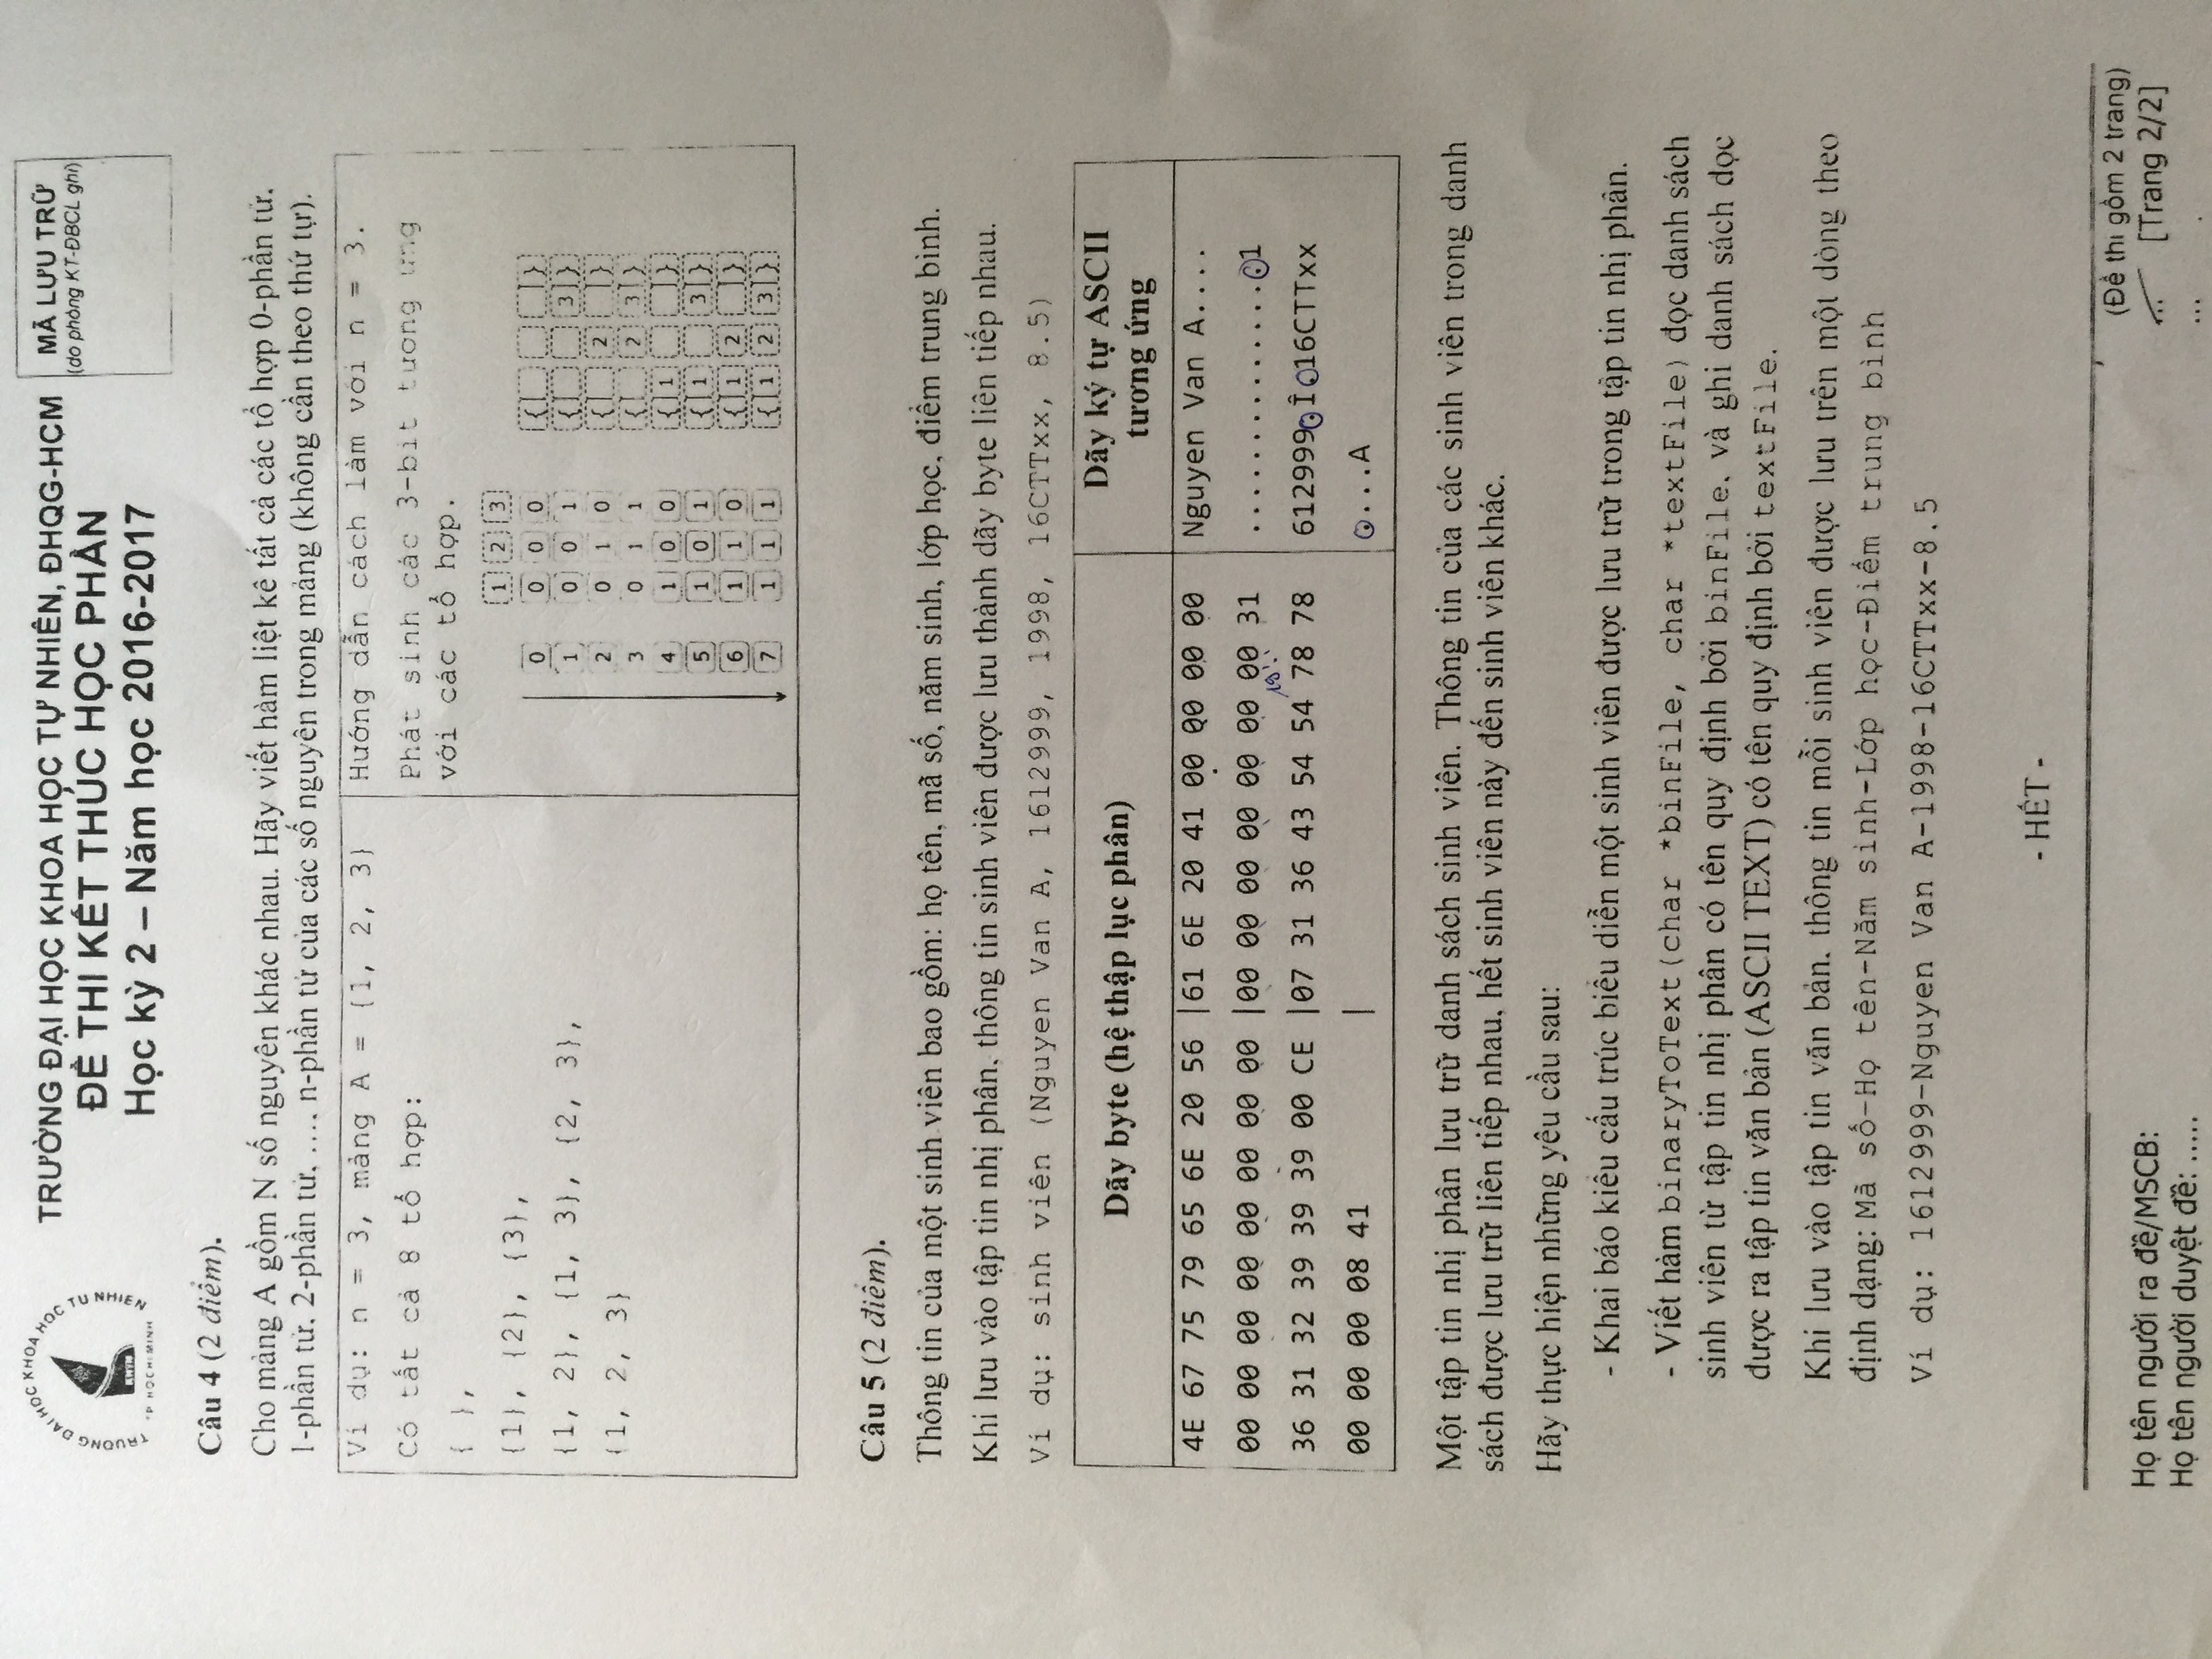 TRƯỜNG ĐẠI HỌC KHOA HỌC TỰ NHIÊN
TP HOCHIMINH
TRƯỜNG ĐẠI HỌC KHOA HỌC TỰ NHIÊN, ĐHQG-HCM
ĐỀ THI KẾT THÚC HỌC PHẦN
Học kỳ 2 – Năm học 2016-2017
MÃ LƯU TRỮ
(do phòng KT-ĐBCL ghi)
Câu 4 (2 điểm).
Cho mảng A gồm N số nguyên khác nhau. Hãy viết hàm liệt kê tất cả các tổ hợp 0-phần tử,
1-phần tử, 2-phần tử, …, n-phần tử của các số nguyên trong mảng (không cần theo thứ tự).
Ví dụ: n = 3, mảng A = {1, 2, 3}
Có tất cả 8 tổ hợp:
{ },
{1}, {2}, {3},
{1, 2}, {1, 3}, {2, 3},
{1, 2, 3}
Hướng dẫn cách làm với n = 3.
Phát sinh các 3-bit tương ứng
với các tổ hợp.
1 2 3
0 0 0 0 { }
1 0 0 1 { 3 }
2 0 1 0 { 2 }
3 0 1 1 { 2 3 }
4 1 0 0 { 1 }
5 1 0 1 { 1 3 }
6 1 1 0 { 1 2 }
7 1 1 1 { 1 2 3 }
Câu 5 (2 điểm).
Thông tin của một sinh viên bao gồm: họ tên, mã số, năm sinh, lớp học, điểm trung bình.
Khi lưu vào tập tin nhị phân, thông tin sinh viên được lưu thành dãy byte liên tiếp nhau.
Ví dụ: sinh viên (Nguyen Van A, 1612999, 1998, 16CTTxx, 8.5)
Dãy byte (hệ thập lục phân)
Dãy ký tự ASCII
tương ứng
4E 67 75 79 65 6E 20 56 |61 6E 20 41 00 00 00 00 Nguyen Van A....
00 00 00 00 00 00 00 00 |00 00 00 00 00 00 00 31 ...............1
36 31 32 39 39 39 00 CE |07 31 36 43 54 54 78 78 612999.Î.16CTTxx
00 00 00 08 41 | ....A
Một tập tin nhị phân lưu trữ danh sách sinh viên. Thông tin của các sinh viên trong danh
sách được lưu trữ liên tiếp nhau, hết sinh viên này đến sinh viên khác.
Hãy thực hiện những yêu cầu sau:
- Khai báo kiểu cấu trúc biểu diễn một sinh viên được lưu trữ trong tập tin nhị phân.
- Viết hàm binaryToText(char *binFile, char *textFile) đọc danh sách
sinh viên từ tập tin nhị phân có tên quy định bởi binFile, và ghi danh sách đọc
được ra tập tin văn bản (ASCII TEXT) có tên quy định bởi textFile.
Khi lưu vào tập tin văn bản, thông tin mỗi sinh viên được lưu trên một dòng theo
định dạng: Mã số-Họ tên-Năm sinh-Lớp học-Điểm trung bình
Ví dụ: 1612999-Nguyen Van A-1998-16CTTxx-8.5
- HẾT -
(Đề thi gồm 2 trang)
Họ tên người ra đề/MSCB:
... [Trang 2/2]
Họ tên người duyệt đề: .....
...